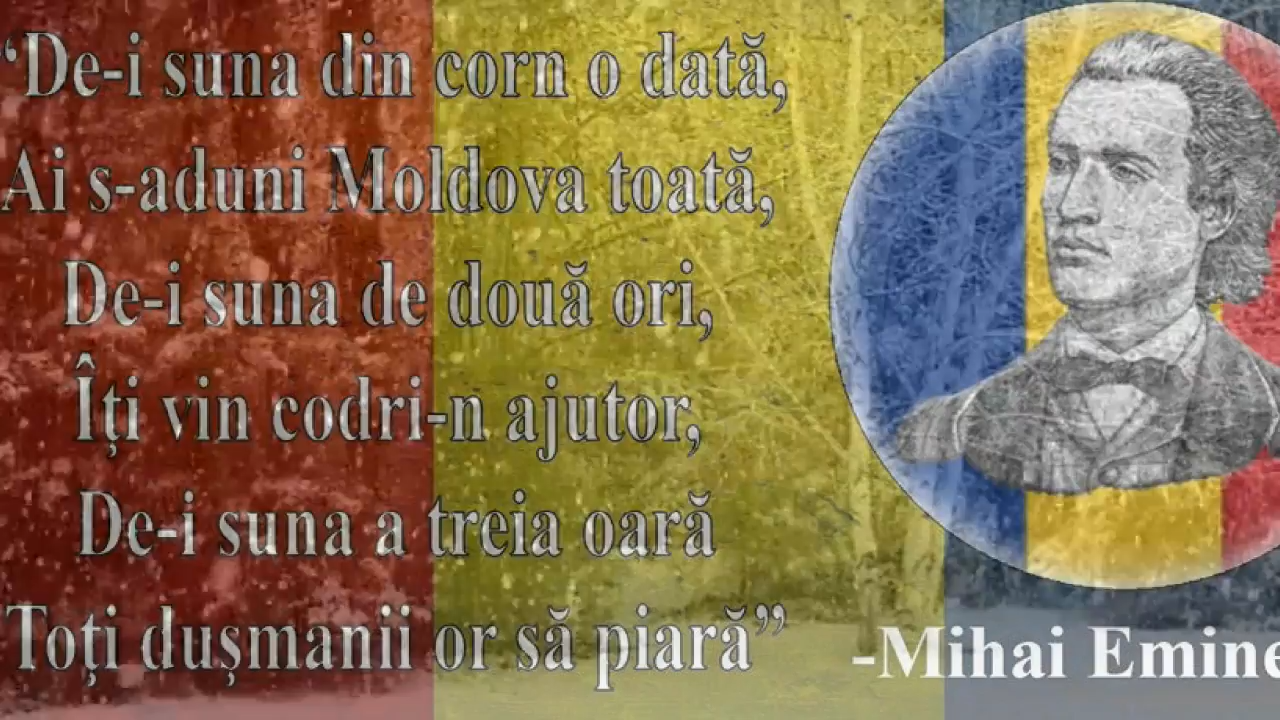 “De-i suna din corn o dată,
Ai s-aduni Moldova toată,
De-i suna de două ori,
Îți vin codri-n ajutor,
De-i suna a treia oară
Toți dușmanii or să piară”
-Mihai Emine